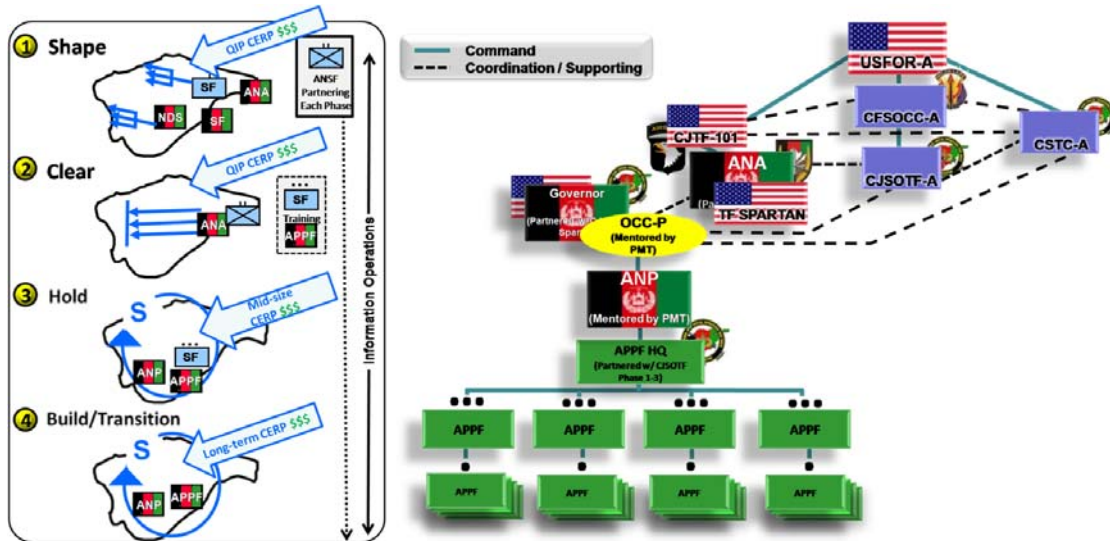 1 Shape
QIP CERP $$$
SF
ANA
NDS
SF
ANSF
Partnering
Each Phase
2 Clear
QIP CERP $$$
ANA
SF
Training
APPF
3 Hold
Mid-size
CERP $$$
S
SF
ANP
APPF
4 Build/Transition
Long-term CERP $$$
S
ANP
APPF
Information Operations
Command
Coordination / Supporting
USFOR-A
CFSOCC-A
CJTF-101
CSTC-A
ANA
CJSOTF-A
Governor
(Partnered w/
TF SPARTAN
OCC-P
(Mentored by
PMT)
ANP
(Mentored by PMT)
APPF HQ
(Partnered w/ CJSOTF
Phase 1-3)
APPF
APPF
APPF
APPF
APPF
APPF
APPF
APPF